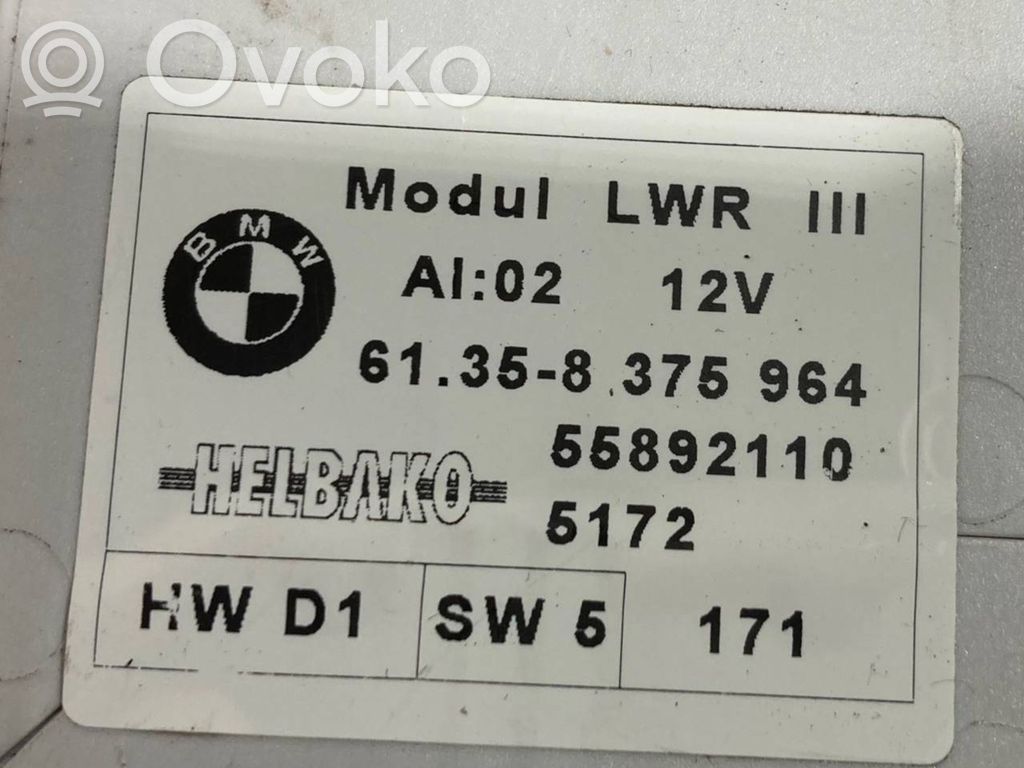 Ovoko
Modul LWR III
BMW
AI:02 12V
61.35-8 375 964
HELBAKO
55892110
5172
HW D1
SW 5
171